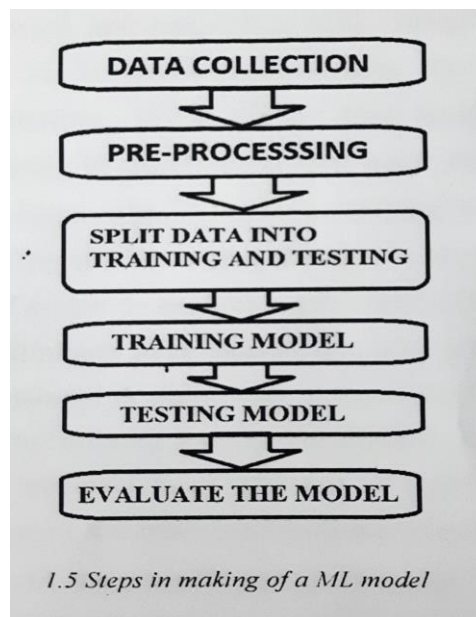 DATA COLLECTION
PRE-PROCESSSING
SPLIT DATA INTO
TRAINING AND TESTING
TRAINING MODEL
TESTING MODEL
EVALUATE THE MODEL
1.5 Steps in making of a ML model